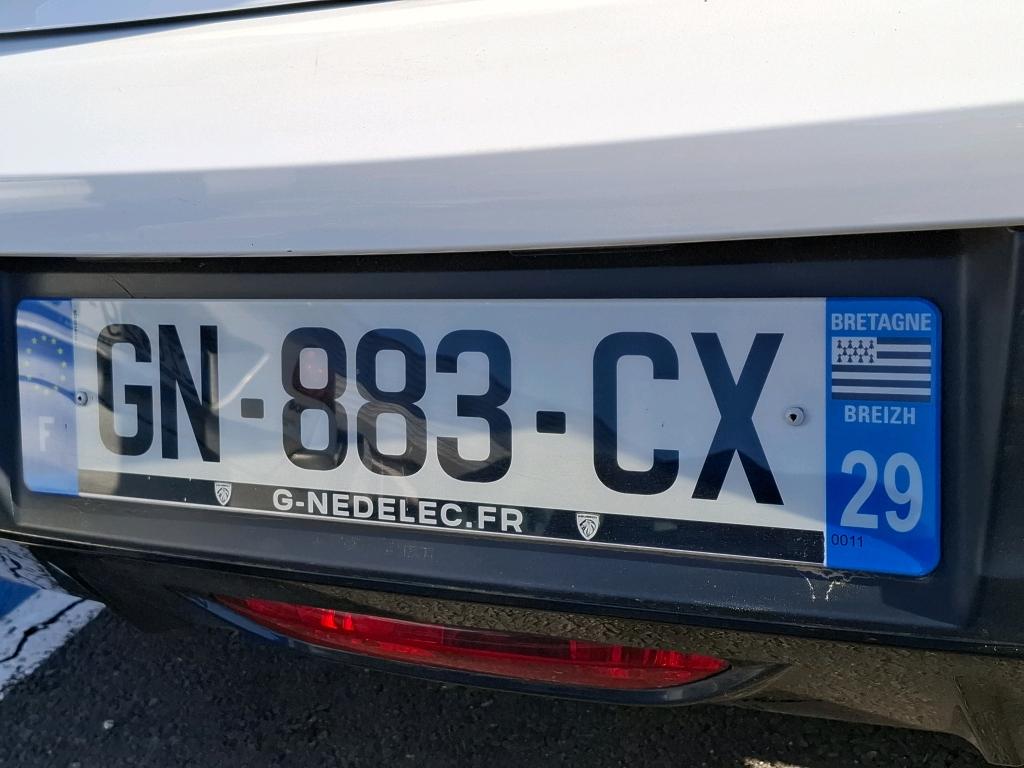 F
GN-883-CX
G-NEDELEC.FR
BRETAGNE
BREIZH
29
0011